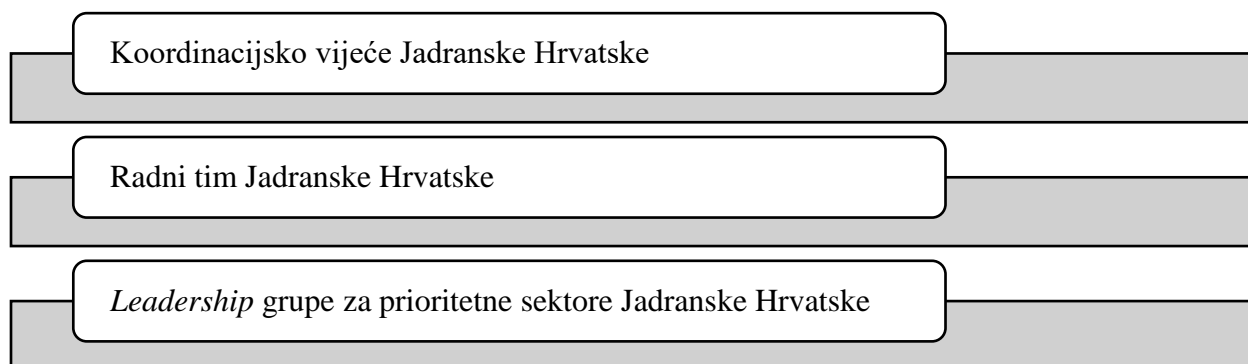 Koordinacijsko vijeće Jadranske Hrvatske
Radni tim Jadranske Hrvatske
Leadership grupe za prioritetne sektore Jadranske Hrvatske